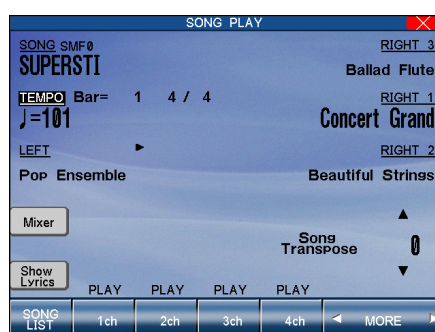 SONG PLAY
SONG SMF0 RIGHT 3
SUPERSTI Ballad Flute
TEMPO Bar= 1 4 / 4 RIGHT 1
♩=101 Concert Grand
LEFT RIGHT 2
Pop Ensemble Beautiful Strings
Mixer
Song
Transpose 0
Show
Lyrics
PLAY PLAY PLAY PLAY
SONG
LIST 1ch 2ch 3ch 4ch MORE